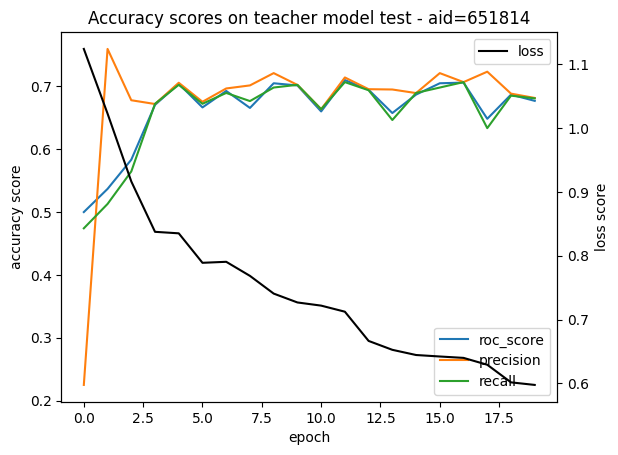 Accuracy scores on teacher model test - aid=651814
loss
accuracy score
0.7
0.6
0.5
0.4
0.3
0.2
1.1
1.0
0.9
0.8
0.7
0.6
loss score
roc_score
precision
recall
0.0 2.5 5.0 7.5 10.0 12.5 15.0 17.5
epoch